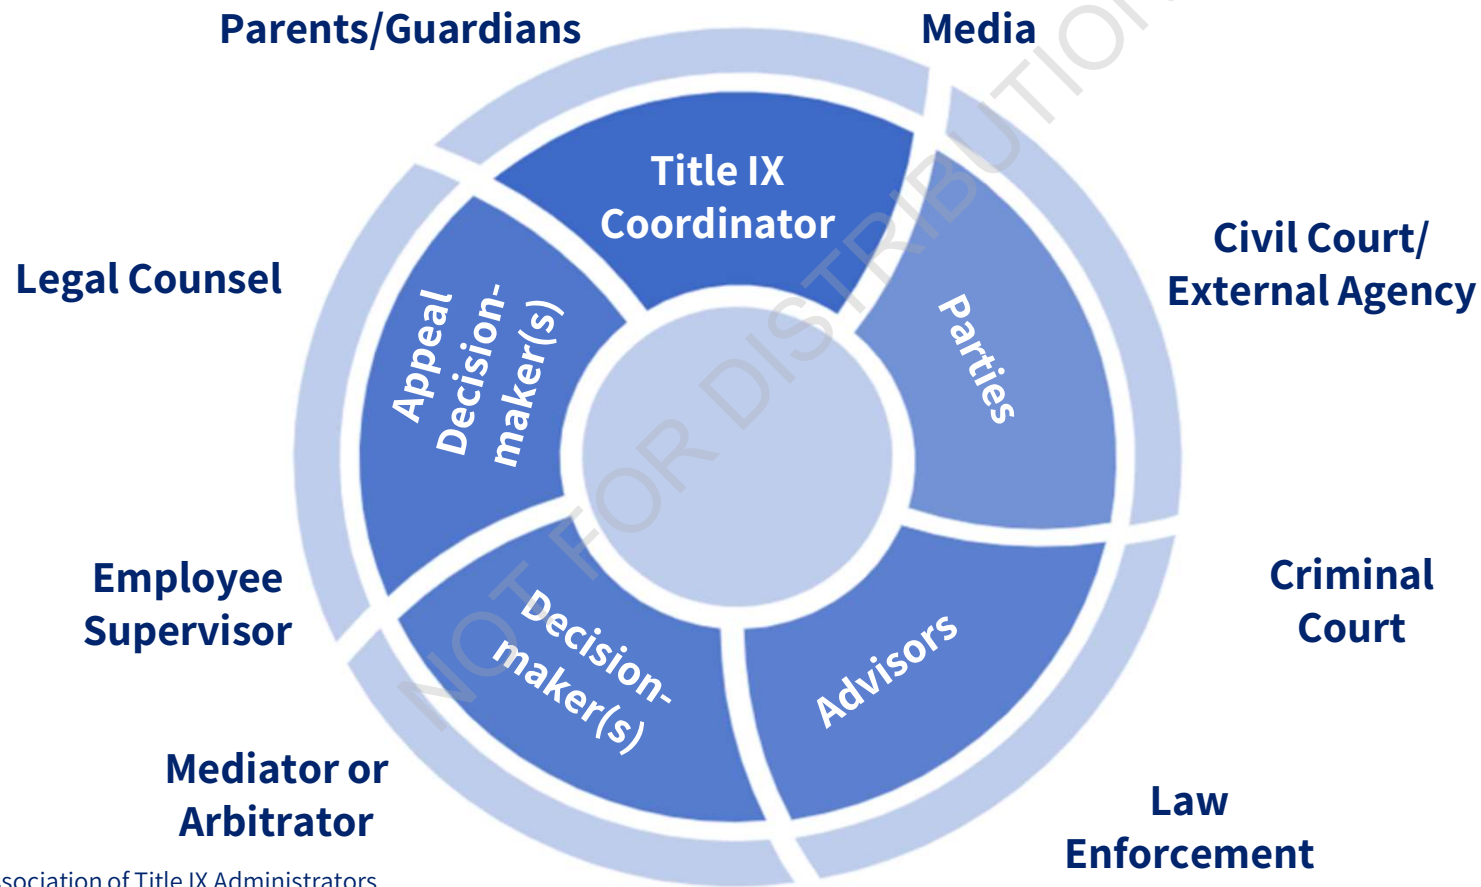 Parents/Guardians
Media
Title IX
Coordinator
Civil Court/
External Agency
Legal Counsel
Appeal
Decision-
maker(s)
Parties
Employee
Supervisor
Criminal
Court
Decision-
maker(s)
Advisors
Mediator or
Arbitrator
Law
Enforcement
NOT FOR DISTRIBUTION
sociation of Title IX Administrators